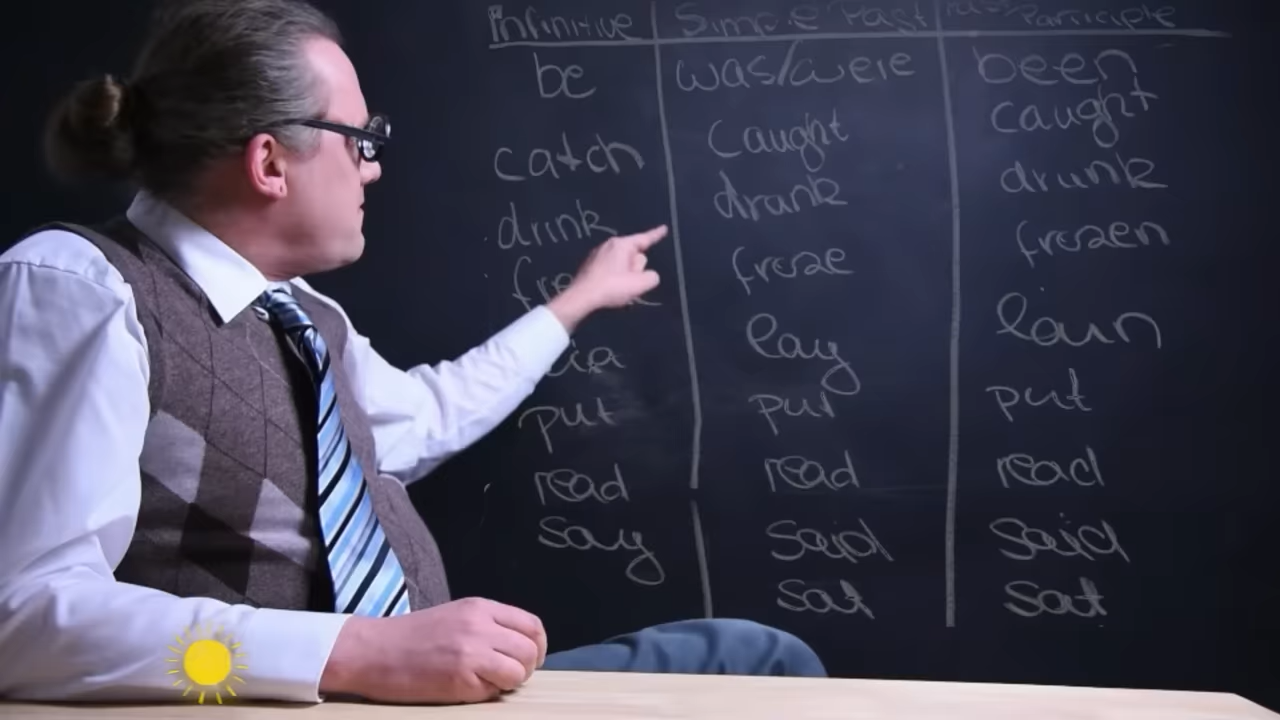 Infinitive Simple Past Participle
be was/were been
catch caught caught
drink drank drunk
froze frozen
lay lain
put put put
read read read
say said said
sat sat